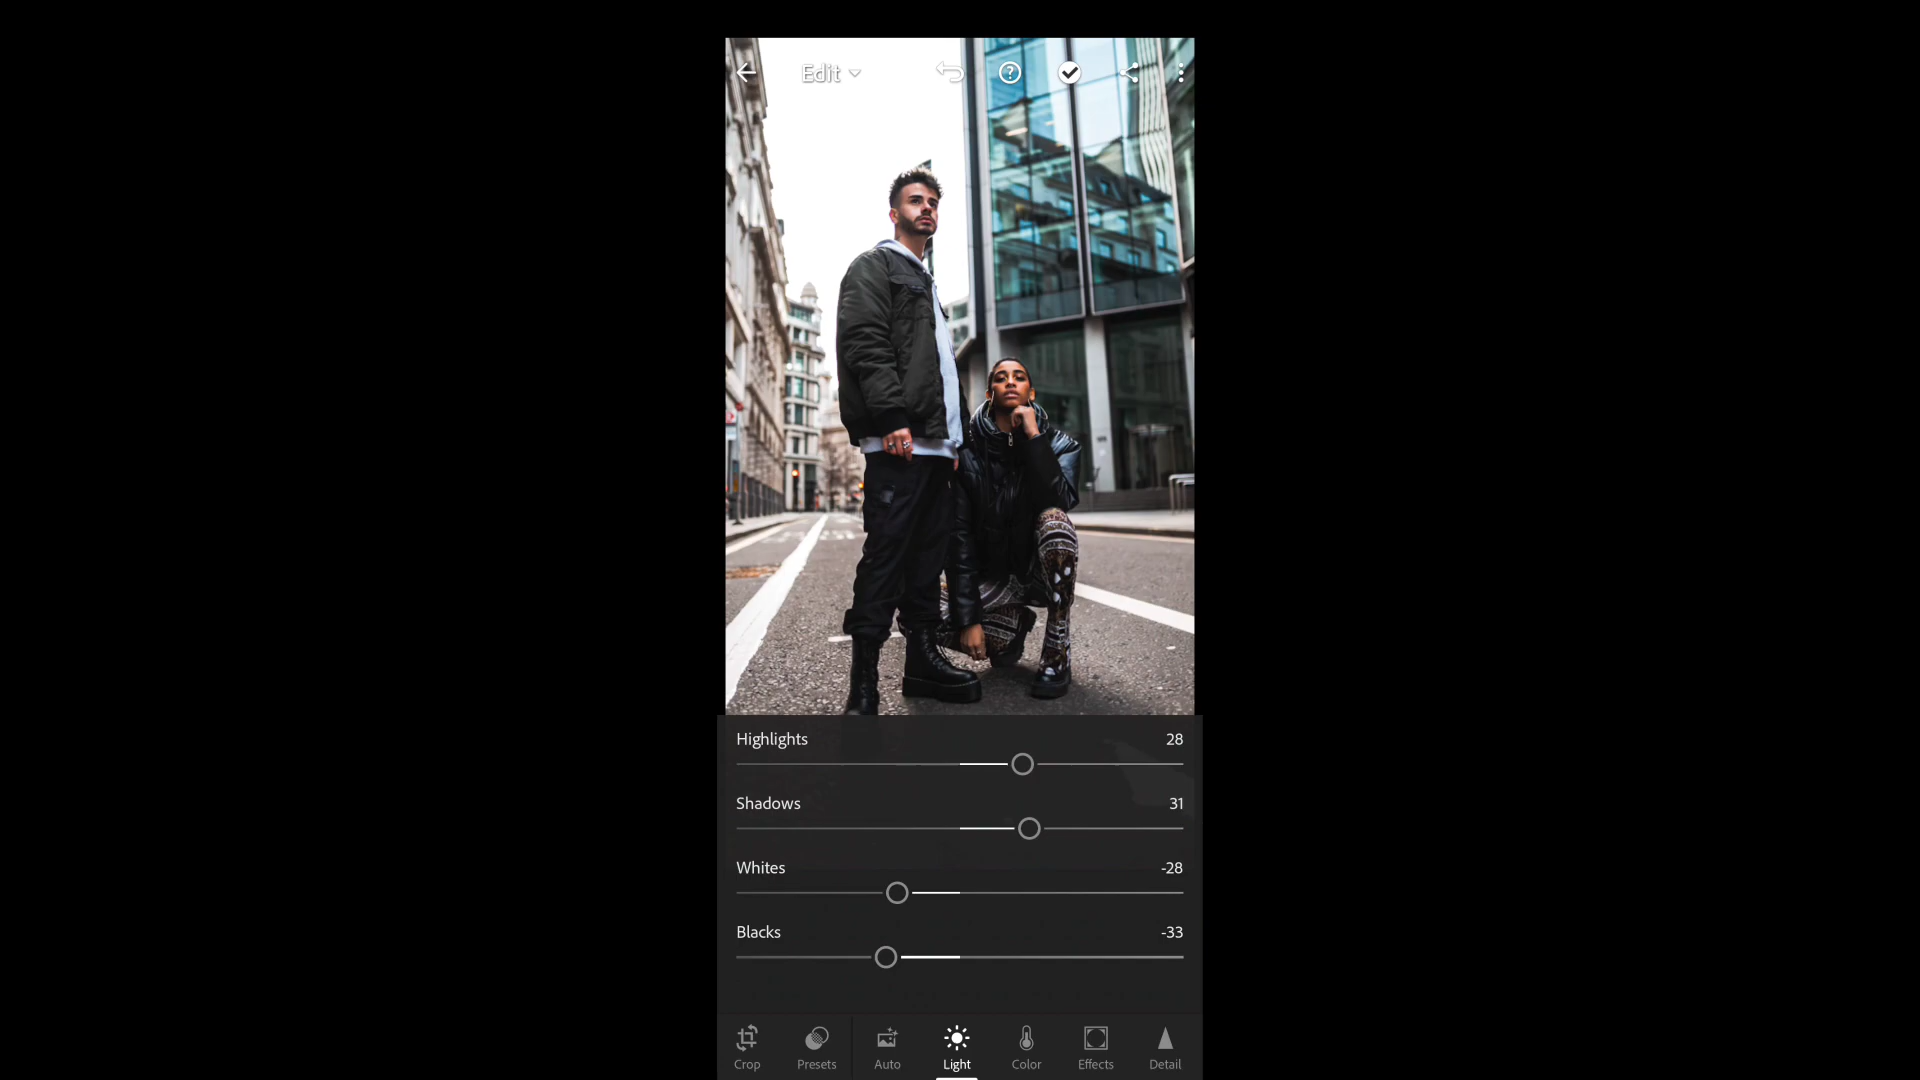 Edit
Highlights 28
Shadows 31
Whites -28
Blacks -33
Crop Presets Auto Light Color Effects Detail